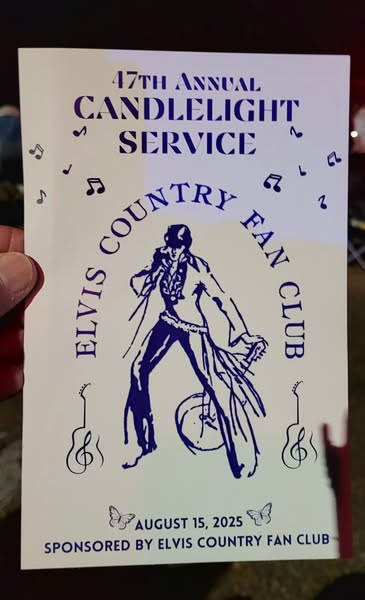 47TH ANNUAL
CANDLELIGHT
SERVICE
ELVIS COUNTRY FAN CLUB
AUGUST 15, 2025
SPONSORED BY ELVIS COUNTRY FAN CLUB